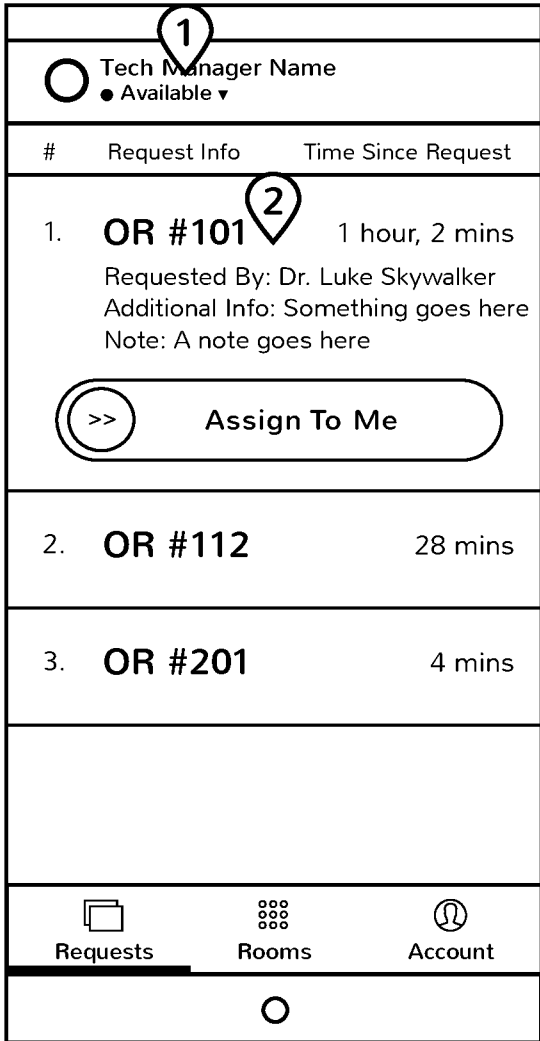 1
Tech Manager Name
● Available ▾
# Request Info Time Since Request
2
1. OR #101 1 hour, 2 mins
Requested By: Dr. Luke Skywalker
Additional Info: Something goes here
Note: A note goes here
>> Assign To Me
2. OR #112 28 mins
3. OR #201 4 mins
Requests Rooms Account